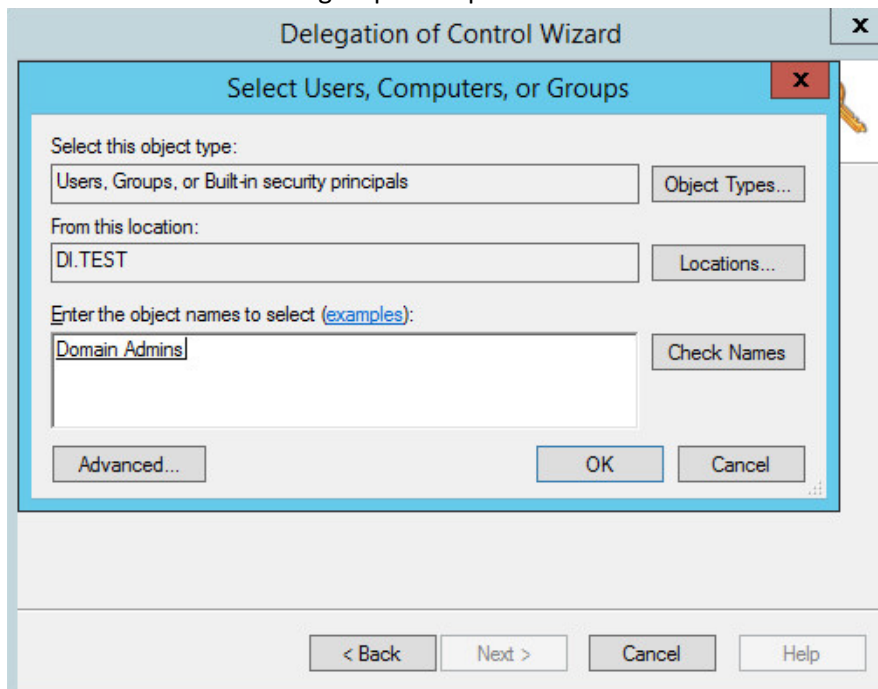 Delegation of Control Wizard
x
Select Users, Computers, or Groups
x
Select this object type:
Users, Groups, or Built-in security principals
Object Types...
From this location:
DI.TEST
Locations...
Enter the object names to select (examples):
Domain Admins
Check Names
Advanced...
OK
Cancel
< Back
Next >
Cancel
Help